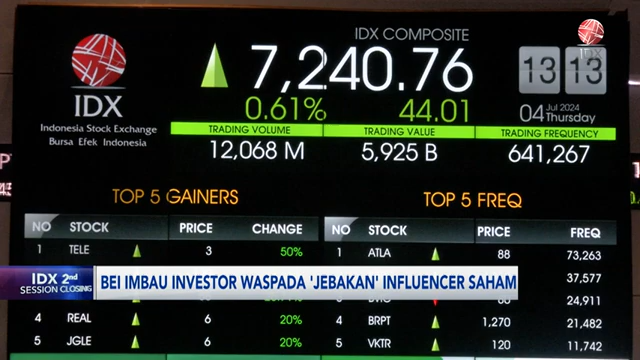 IDX COMPOSITE
IDX
7,240.76
0.61% 44.01
13 13
04 Jul 2024 Thursday
IDX
Indonesia Stock Exchange
Bursa Efek Indonesia
TRADING VOLUME TRADING VALUE TRADING FREQUENCY
12,068 M 5,925 B 641,267
TOP 5 GAINERS TOP 5 FREQ
NO STOCK PRICE CHANGE NO STOCK PRICE FREQ
1 TELE 3 50% 1 ATLA 88 73,263
37,577
IDX 2nd SESSION CLOSING
BEI IMBAU INVESTOR WASPADA 'JEBAKAN' INFLUENCER SAHAM
24,911
4 REAL 6 20% 4 BRPT 1,270 21,482
5 JGLE 6 20% 5 VKTR 120 11,742